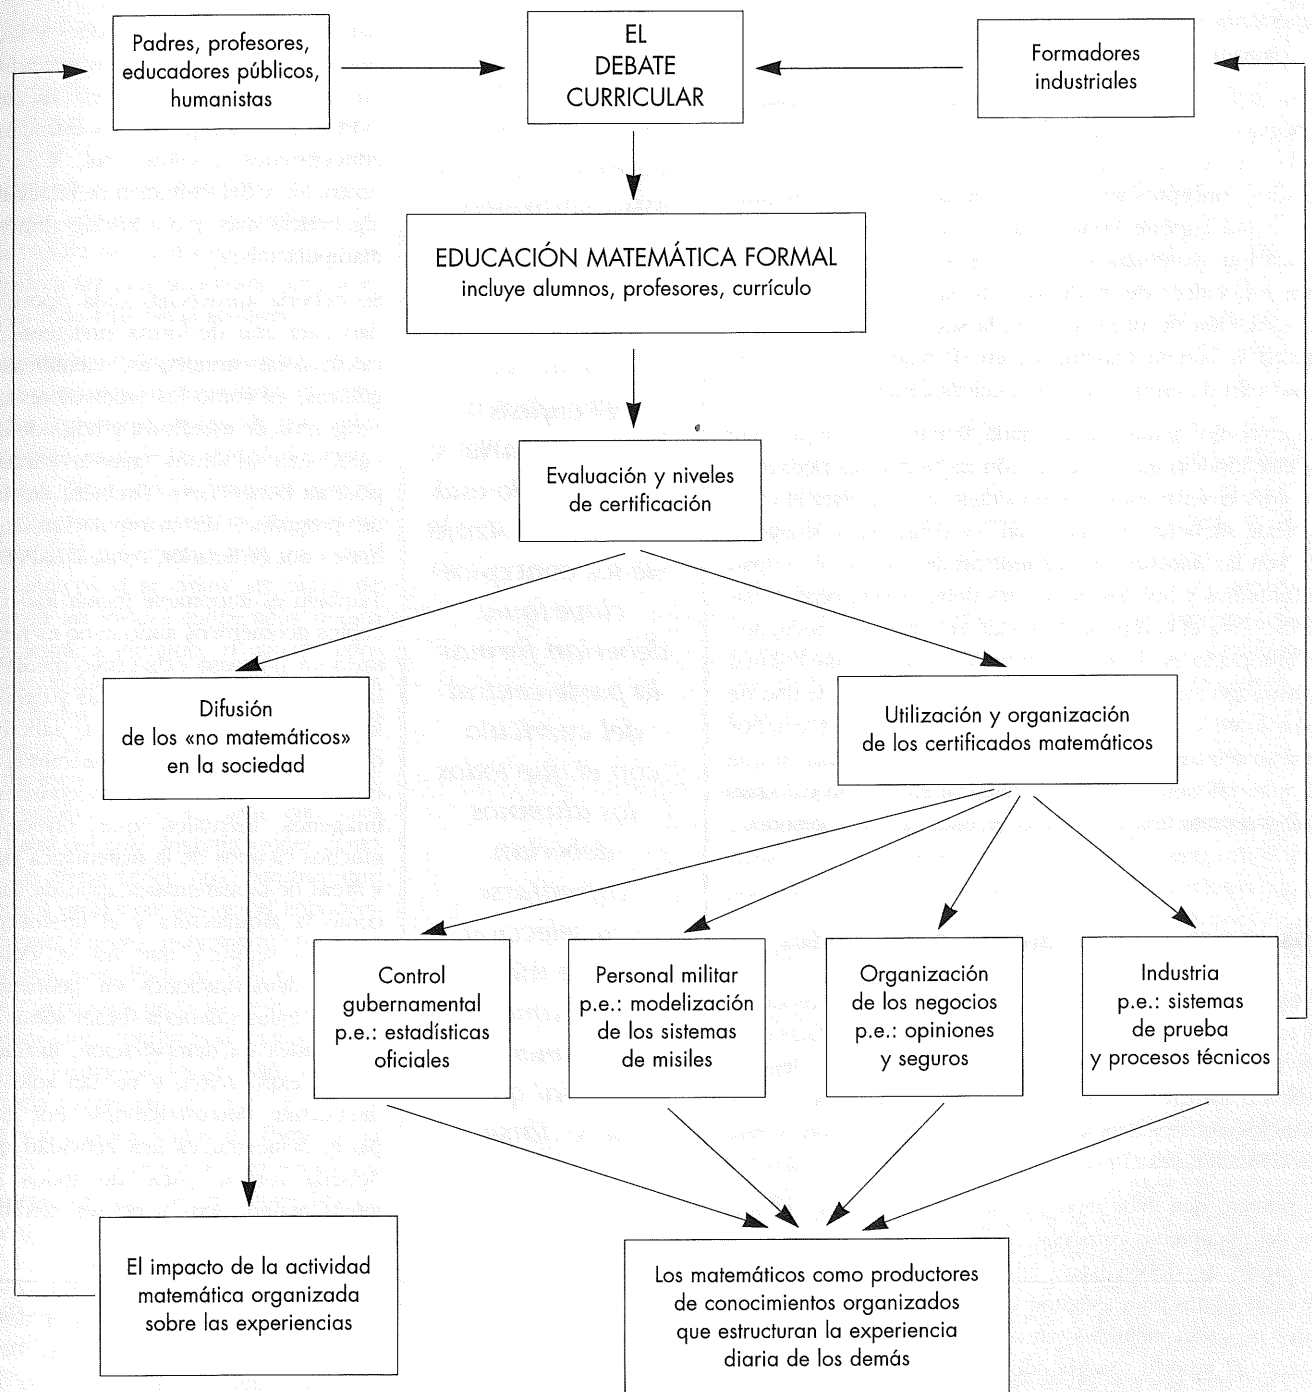 Padres, profesores,
educadores públicos,
humanistas
EL
DEBATE
CURRICULAR
Formadores
industriales
EDUCACIÓN MATEMÁTICA FORMAL
incluye alumnos, profesores, currículo
Evaluación y niveles
de certificación
Difusión
de los «no matemáticos»
en la sociedad
Utilización y organización
de los certificados matemáticos
Control
gubernamental
p.e.: estadísticas
oficiales
Personal militar
p.e.: modelización
de los sistemas
de misiles
Organización
de los negocios
p.e.: opiniones
y seguros
Industria
p.e.: sistemas
de prueba
y procesos técnicos
El impacto de la actividad
matemática organizada
sobre las experiencias
Los matemáticos como productores
de conocimientos organizados
que estructuran la experiencia
diaria de los demás